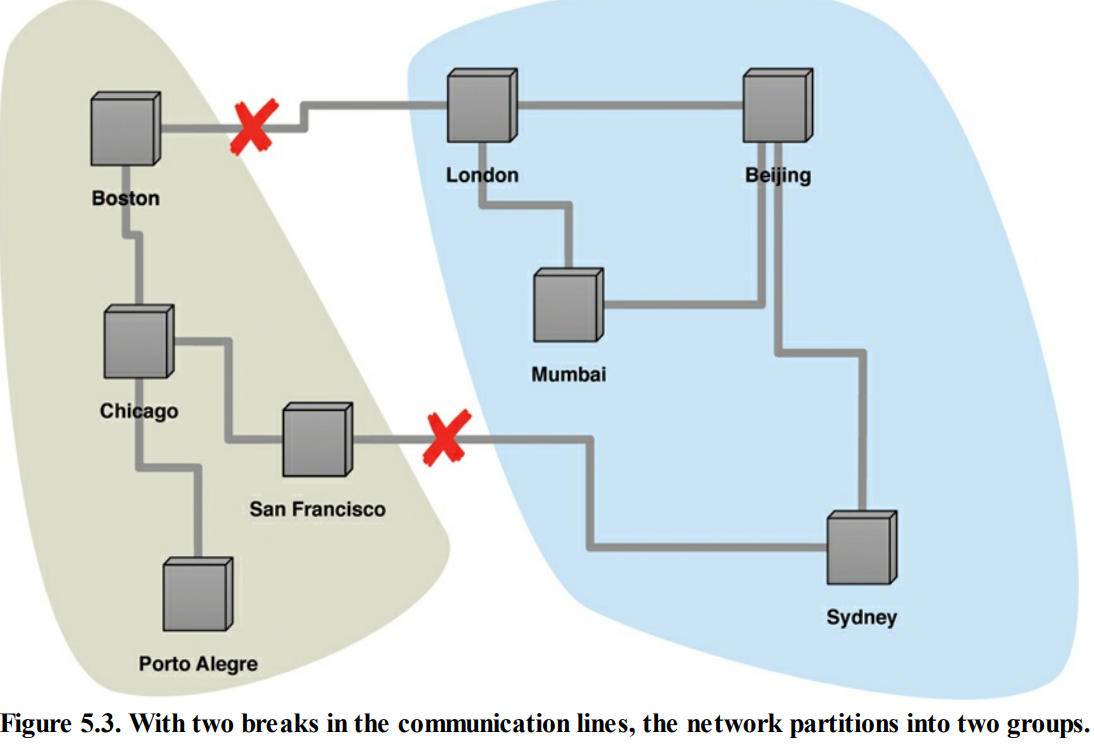 Boston
London
Beijing
Mumbai
Chicago
San Francisco
Sydney
Porto Alegre
Figure 5.3. With two breaks in the communication lines, the network partitions into two groups.